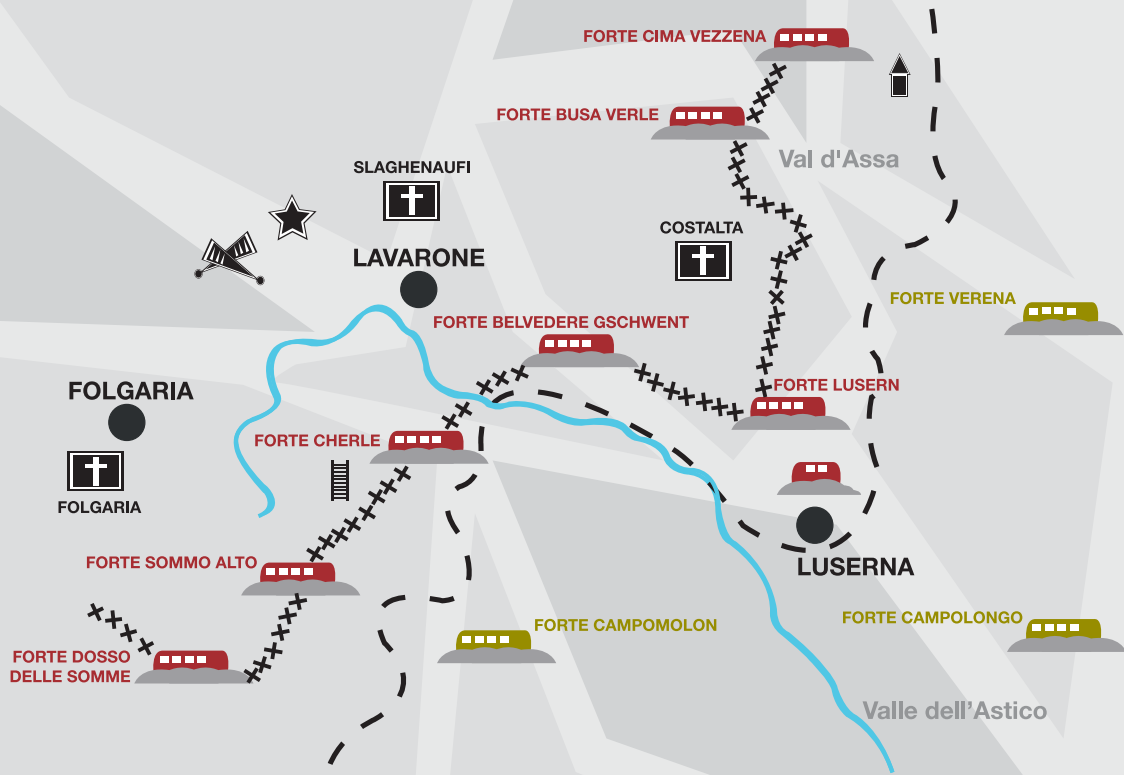 FORTE CIMA VEZZENA
FORTE BUSA VERLE
Val d'Assa
SLAGHENAUFI
COSTALTA
LAVARONE
FORTE VERENA
FORTE BELVEDERE GSCHWENT
FOLGARIA
FORTE LUSERN
FORTE CHERLE
FOLGARIA
FORTE SOMMO ALTO
LUSERNA
FORTE CAMPOMOLON
FORTE CAMPOLONGO
FORTE DOSSO
DELLE SOMME
Valle dell'Astico